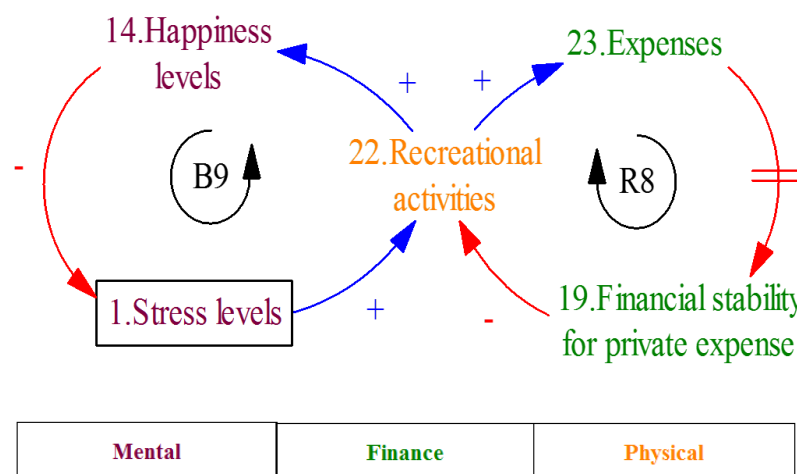 14.Happiness
levels
23.Expenses
+
+
22.Recreational
activities
-
B9
R8
1.Stress levels
+
-
19.Financial stability
for private expense
Mental
Finance
Physical